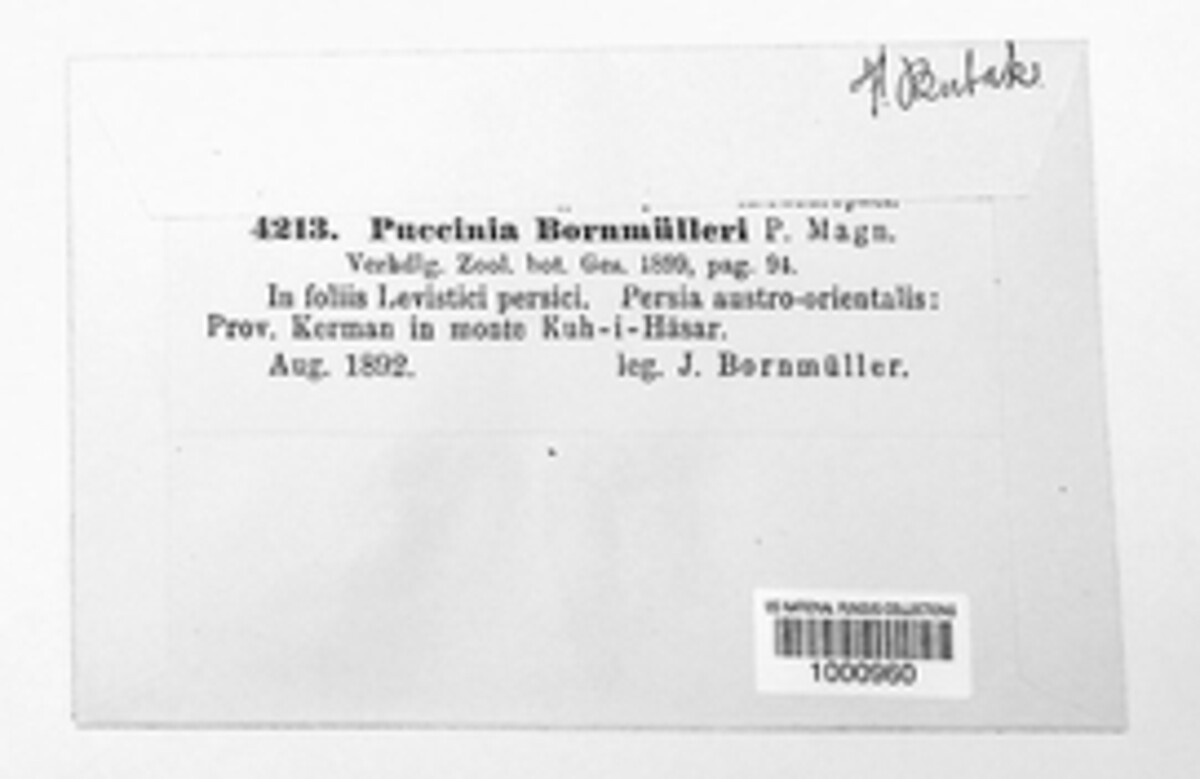 H. Bubák.
4213. Puccinia Bornmülleri P. Magn.
Verhdlg. Zool. bot. Ges. 1899, pag. 94.
In foliis Levistici persici. Persia austro-orientalis:
Prov. Kerman in monte Kuh-i-Häsar.
Aug. 1892. leg. J. Bornmüller.
US NATIONAL FUNGUS COLLECTIONS
1000960